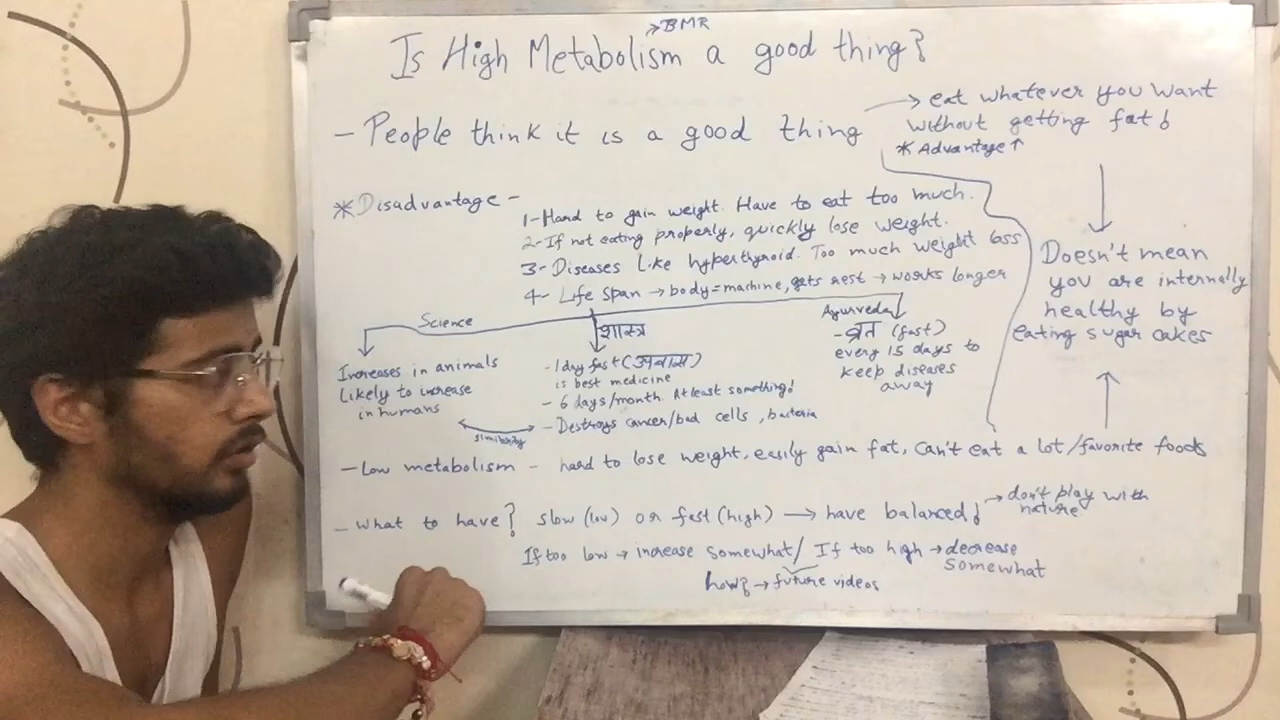 →BMR
Is High Metabolism a good thing?
- People think it is a good thing
→ eat whatever you want
without getting fat!
* Advantage ↑
Doesn't mean
you are internally
healthy by
eating sugar cakes
* Disadvantage -
1- Hard to gain weight. Have to eat too much.
2- If not eating properly, quickly lose weight.
3- Diseases like hyperthyroid. Too much weight loss
4- Life span → body=machine, gets rest → works longer
Science
Increases in animals
Likely to increase
in humans
शास्त्र
- 1 day fast (उपवास)
is best medicine
- 6 days/month. At least something!
- Destroys cancer/bad cells, bacteria
similarity
Ayurveda
- व्रत (fast)
every 15 days to
keep diseases
away
- Low metabolism - hard to lose weight, easily gain fat, can't eat a lot/favorite foods
- What to have? slow (low) or fast (high) → have balanced!
→ don't play with
nature
If too low → increase somewhat/ If too high → decrease
somewhat
how? → future videos